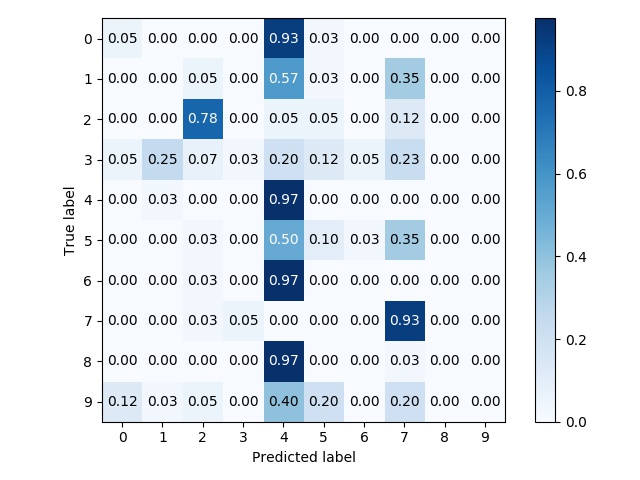 0 0.05 0.00 0.00 0.00 0.93 0.03 0.00 0.00 0.00 0.00
1 0.00 0.00 0.05 0.00 0.57 0.03 0.00 0.35 0.00 0.00
2 0.00 0.00 0.78 0.00 0.05 0.05 0.00 0.12 0.00 0.00
3 0.05 0.25 0.07 0.03 0.20 0.12 0.05 0.23 0.00 0.00
4 0.00 0.03 0.00 0.00 0.97 0.00 0.00 0.00 0.00 0.00
5 0.00 0.00 0.03 0.00 0.50 0.10 0.03 0.35 0.00 0.00
6 0.00 0.00 0.03 0.00 0.97 0.00 0.00 0.00 0.00 0.00
7 0.00 0.00 0.03 0.05 0.00 0.00 0.00 0.93 0.00 0.00
8 0.00 0.00 0.00 0.00 0.97 0.00 0.00 0.03 0.00 0.00
9 0.12 0.03 0.05 0.00 0.40 0.20 0.00 0.20 0.00 0.00
0 1 2 3 4 5 6 7 8 9
Predicted label
True label
0.8
0.6
0.4
0.2
0.0